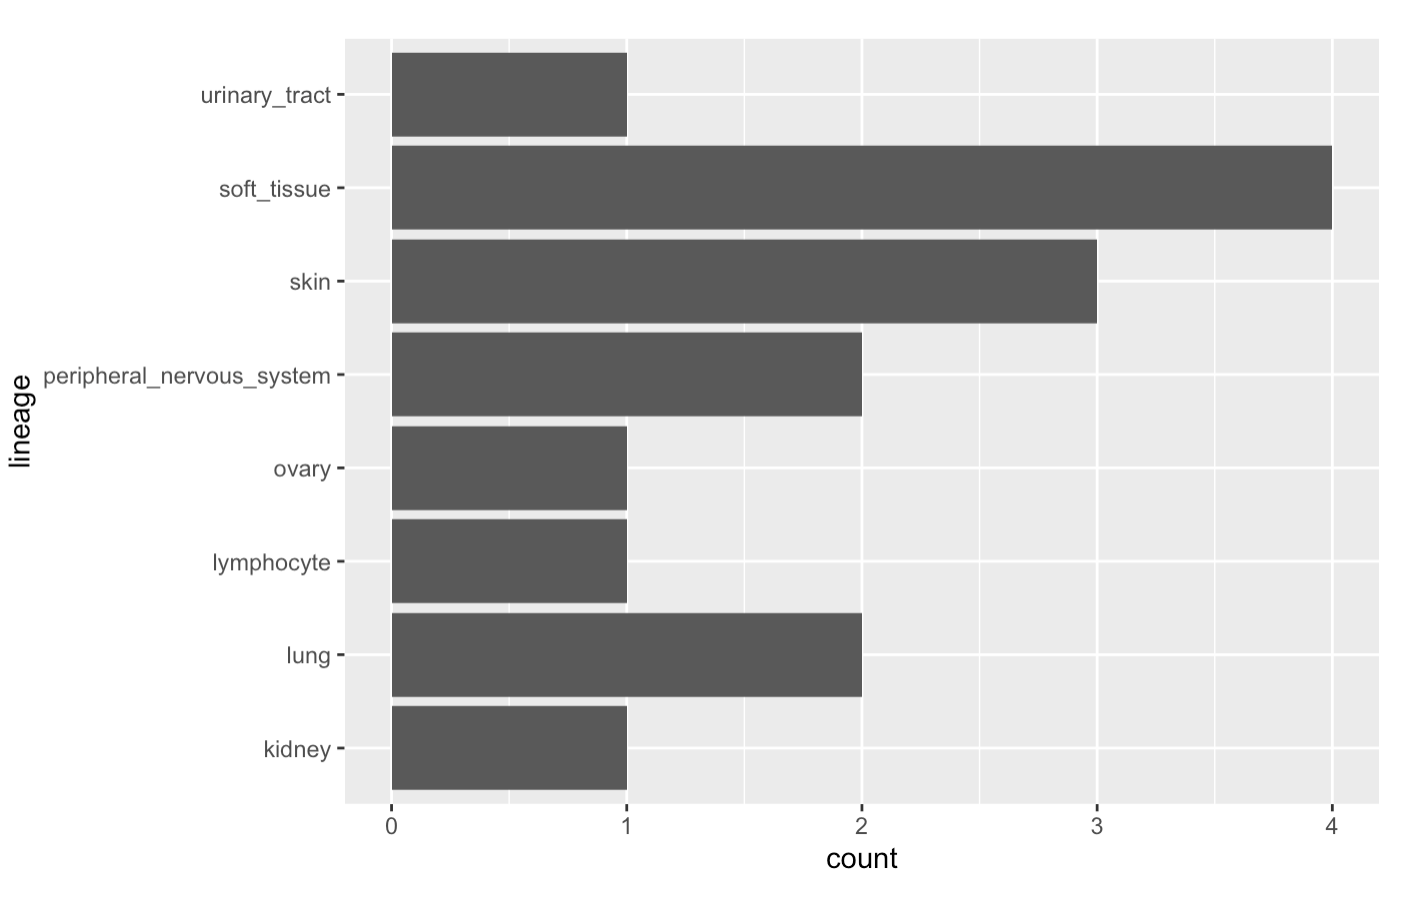 lineage
urinary_tract
soft_tissue
skin
peripheral_nervous_system
ovary
lymphocyte
lung
kidney
0 1 2 3 4
count